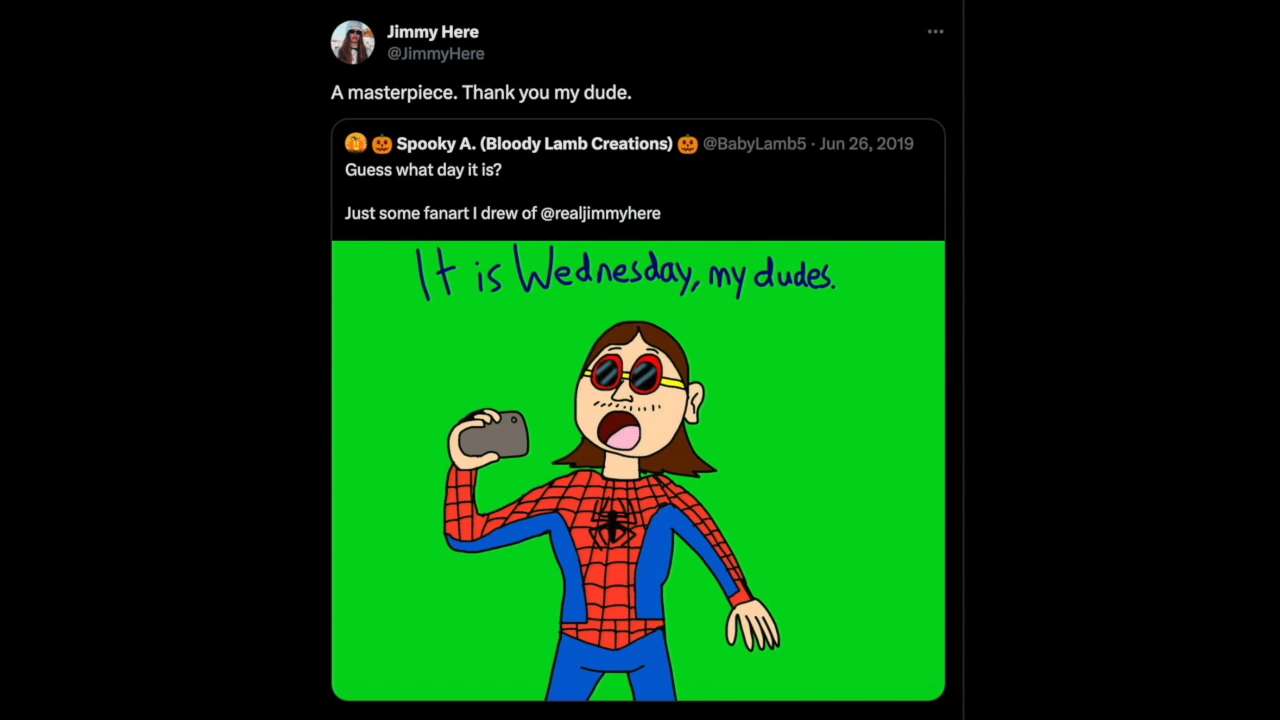 Jimmy Here
@JimmyHere
A masterpiece. Thank you my dude.
Spooky A. (Bloody Lamb Creations) @BabyLamb5 · Jun 26, 2019
Guess what day it is?
Just some fanart I drew of @realjimmyhere
It is Wednesday, my dudes.